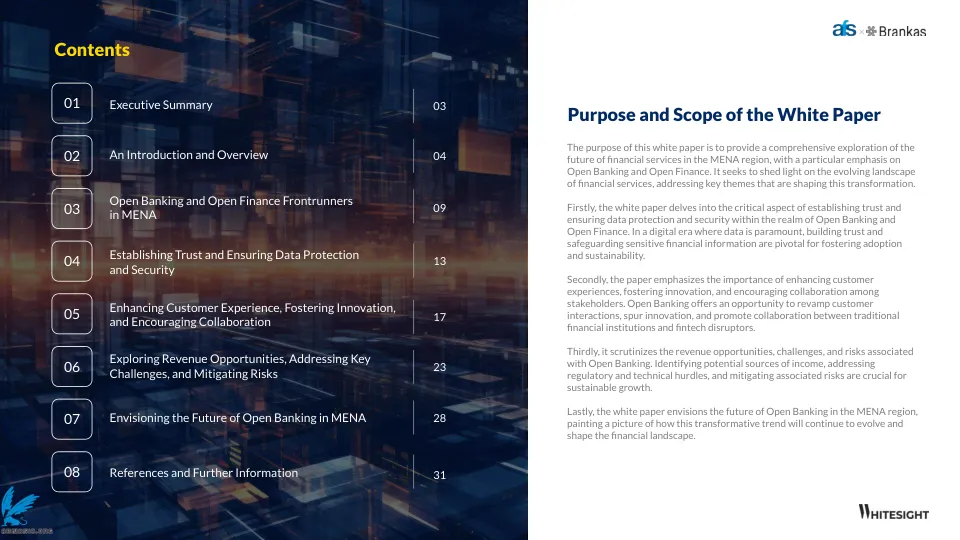 Contents
01
Executive Summary
03
02
An Introduction and Overview
04
03
Open Banking and Open Finance Frontrunners
in MENA
09
04
Establishing Trust and Ensuring Data Protection
and Security
13
05
Enhancing Customer Experience, Fostering Innovation,
and Encouraging Collaboration
17
06
Exploring Revenue Opportunities, Addressing Key
Challenges, and Mitigating Risks
23
07
Envisioning the Future of Open Banking in MENA
28
08
References and Further Information
31
afs × Brankas
Purpose and Scope of the White Paper
The purpose of this white paper is to provide a comprehensive exploration of the
future of financial services in the MENA region, with a particular emphasis on
Open Banking and Open Finance. It seeks to shed light on the evolving landscape
of financial services, addressing key themes that are shaping this transformation.
Firstly, the white paper delves into the critical aspect of establishing trust and
ensuring data protection and security within the realm of Open Banking and
Open Finance. In a digital era where data is paramount, building trust and
safeguarding sensitive financial information are pivotal for fostering adoption
and sustainability.
Secondly, the paper emphasizes the importance of enhancing customer
experiences, fostering innovation, and encouraging collaboration among
stakeholders. Open Banking offers an opportunity to revamp customer
interactions, spur innovation, and promote collaboration between traditional
financial institutions and fintech disruptors.
Thirdly, it scrutinizes the revenue opportunities, challenges, and risks associated
with Open Banking. Identifying potential sources of income, addressing
regulatory and technical hurdles, and mitigating associated risks are crucial for
sustainable growth.
Lastly, the white paper envisions the future of Open Banking in the MENA region,
painting a picture of how this transformative trend will continue to evolve and
shape the financial landscape.
WHITESIGHT